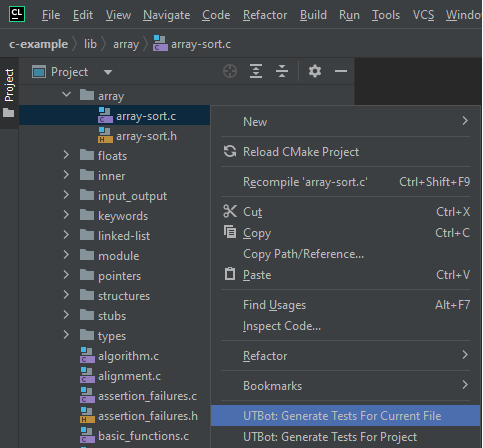 CL File Edit View Navigate Code Refactor Build Run Tools VCS Window
c-example lib array array-sort.c
Project
Project
array
array-sort.c
array-sort.h
floats
inner
input_output
keywords
linked-list
module
pointers
structures
stubs
types
algorithm.c
alignment.c
assertion_failures.c
assertion_failures.h
basic_functions.c
New
Reload CMake Project
Recompile 'array-sort.c' Ctrl+Shift+F9
Cut Ctrl+X
Copy Ctrl+C
Copy Path/Reference...
Paste Ctrl+V
Find Usages Alt+F7
Inspect Code...
Refactor
Bookmarks
UTBot: Generate Tests For Current File
UTBot: Generate Tests For Project